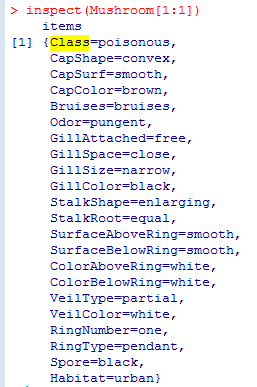 > inspect(Mushroom[1:1])
items
[1] {Class=poisonous,
CapShape=convex,
CapSurf=smooth,
CapColor=brown,
Bruises=bruises,
Odor=pungent,
GillAttached=free,
GillSpace=close,
GillSize=narrow,
GillColor=black,
StalkShape=enlarging,
StalkRoot=equal,
SurfaceAboveRing=smooth,
SurfaceBelowRing=smooth,
ColorAboveRing=white,
ColorBelowRing=white,
VeilType=partial,
VeilColor=white,
RingNumber=one,
RingType=pendant,
Spore=black,
Habitat=urban}